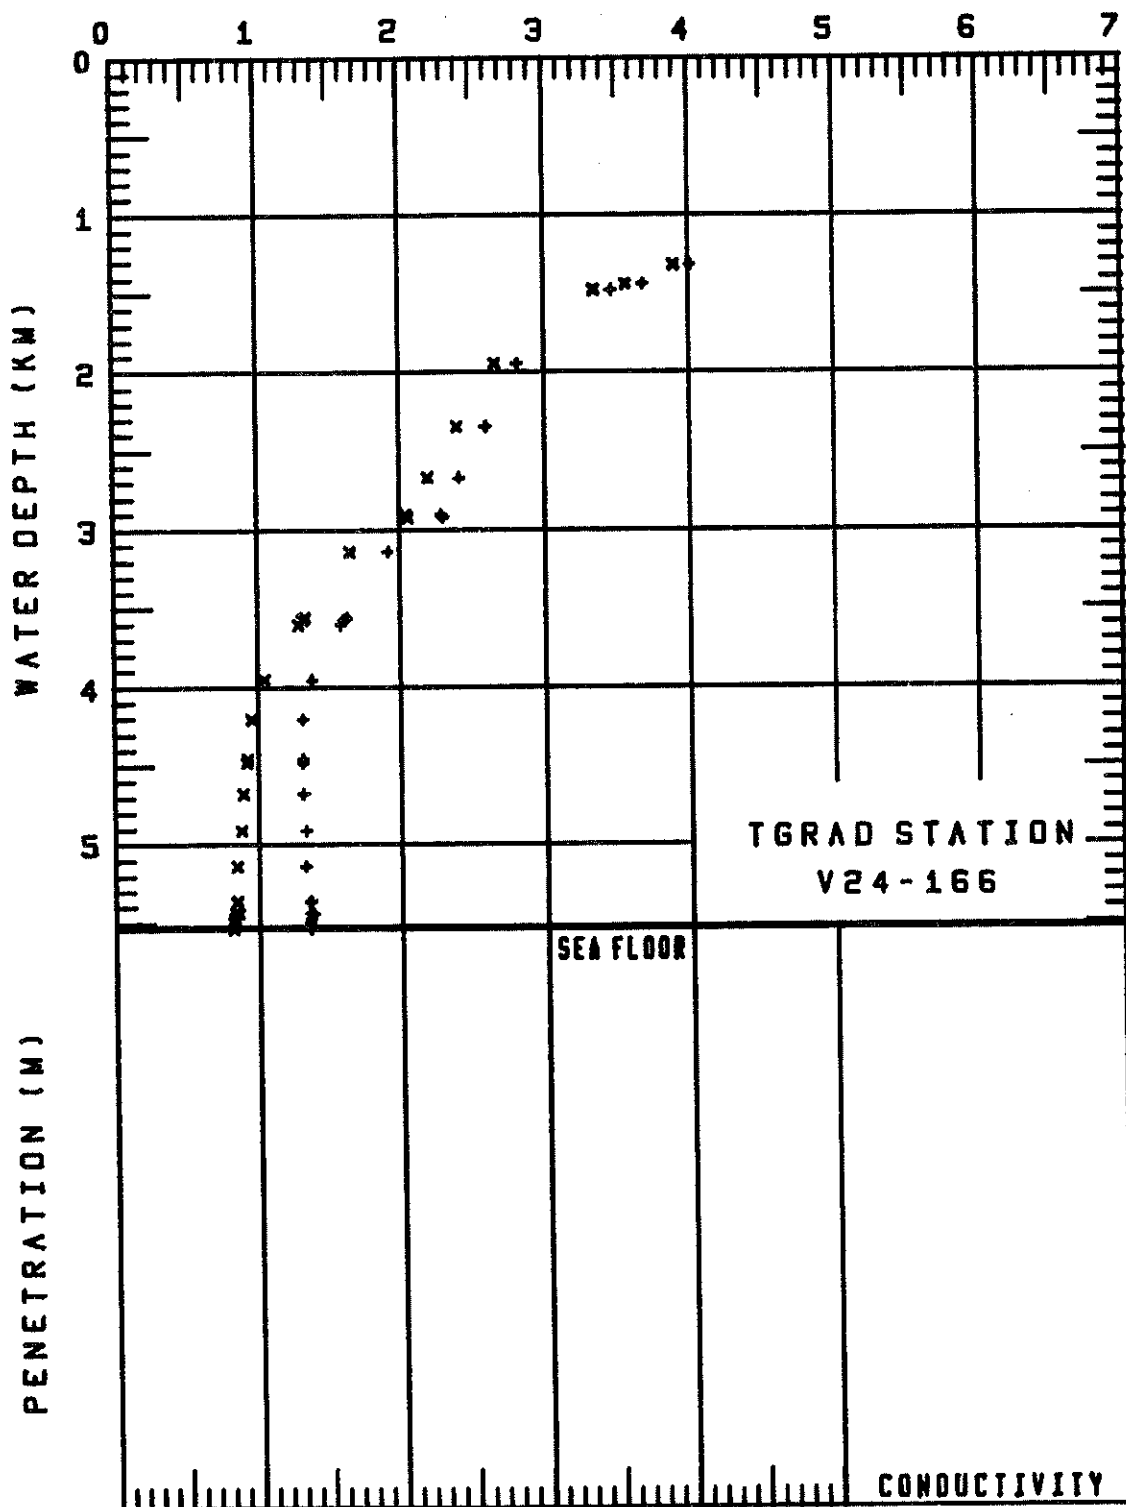 0 1 2 3 4 5 6 7
0
1
2
3
4
5
WATER DEPTH (KM)
TGRAD STATION
V24-166
SEA FLOOR
PENETRATION (M)
CONDUCTIVITY